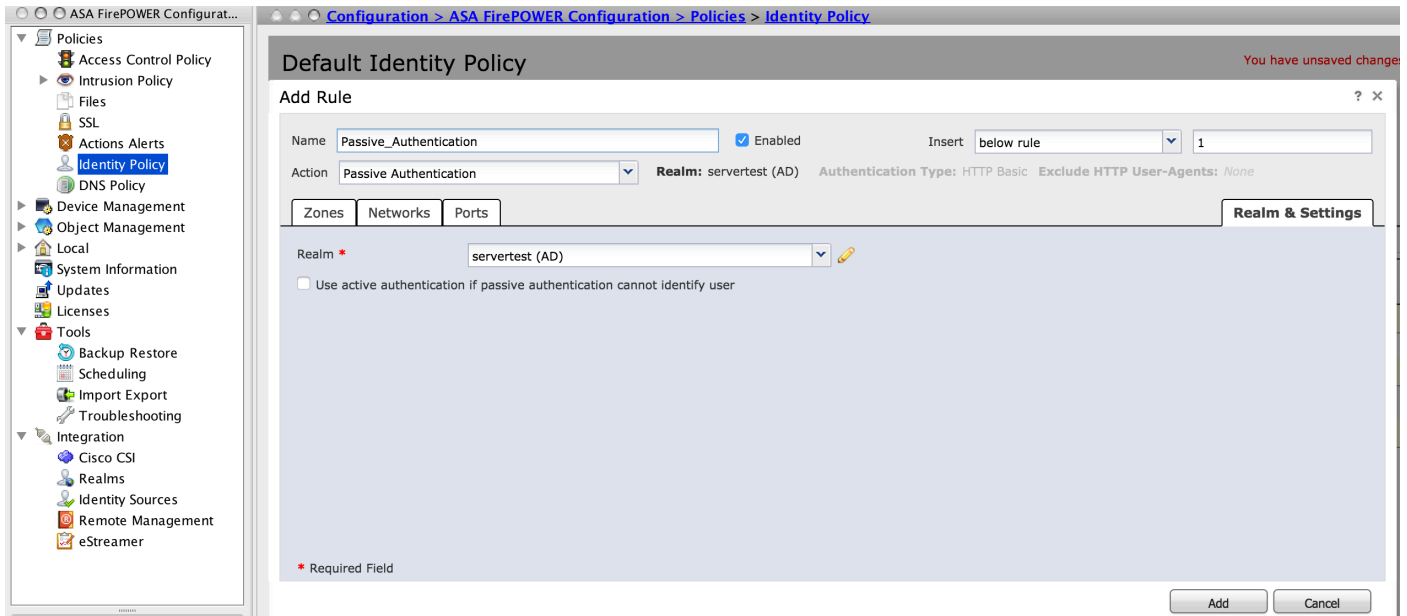 ASA FirePOWER Configurat...
Policies
Access Control Policy
Intrusion Policy
Files
SSL
Actions Alerts
Identity Policy
DNS Policy
Device Management
Object Management
Local
System Information
Updates
Licenses
Tools
Backup Restore
Scheduling
Import Export
Troubleshooting
Integration
Cisco CSI
Realms
Identity Sources
Remote Management
eStreamer
Configuration > ASA FirePOWER Configuration > Policies > Identity Policy
Default Identity Policy
You have unsaved changes
Add Rule
? ×
Name Passive_Authentication Enabled Insert below rule 1
Action Passive Authentication Realm: servertest (AD) Authentication Type: HTTP Basic Exclude HTTP User-Agents: None
Zones Networks Ports Realm & Settings
Realm * servertest (AD)
Use active authentication if passive authentication cannot identify user
* Required Field
Add Cancel